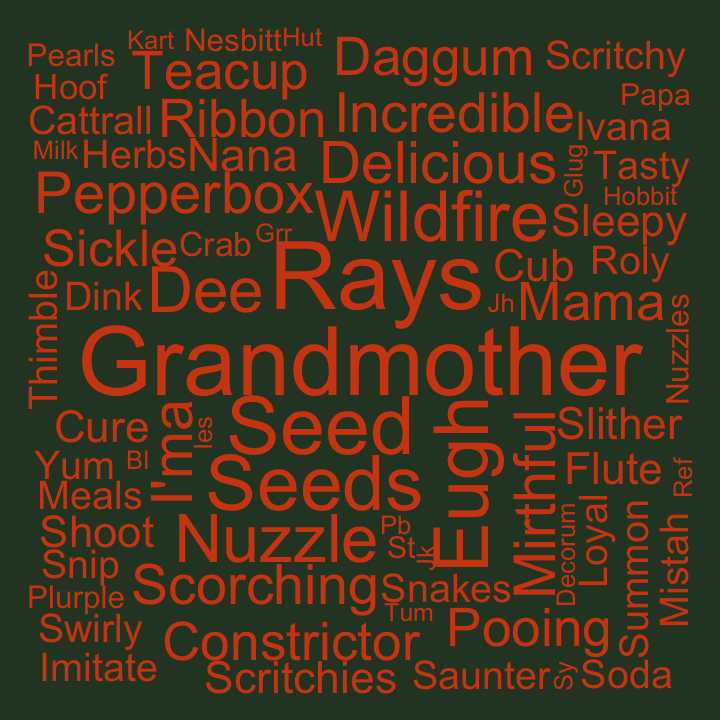 Pearls Kart Nesbitt Hut Daggum Scritchy
Hoof Teacup Papa
Cattrall Ribbon Incredible Ivana
Milk Herbs Nana Delicious Glug Tasty
Pepperbox Wildfire Hobbit
Sleepy
Sickle Crab Grr Rays Cub Roly
Thimble Dink Dee Jh Mama Nuzzles
Grandmother
Cure I'ma Ies Seed Eugh Mirthful Slither
Yum Bl Seeds Flute Ref
Meals Decorum Loyal Summon Mistah
Shoot Nuzzle Pb
St Jk
Snip Scorching Snakes
Plurple Tum
Swirly Constrictor Pooing
Imitate Scritchies Saunter Sy Soda